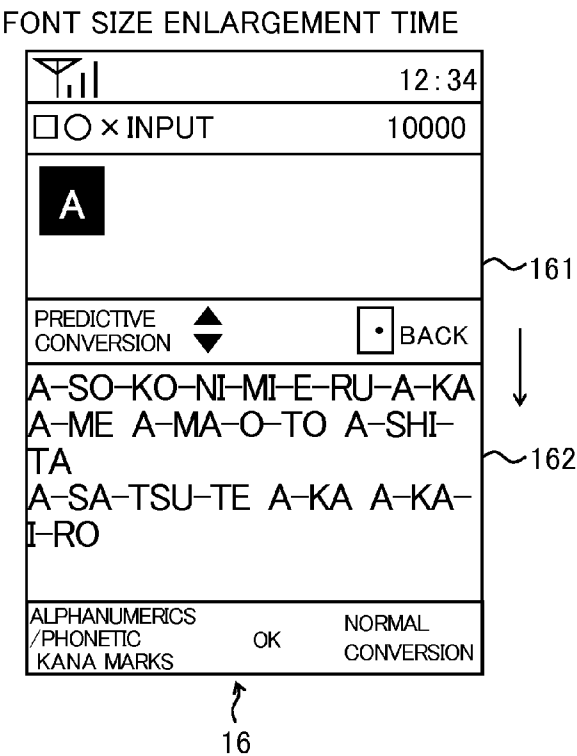 FONT SIZE ENLARGEMENT TIME
12:34
□○×INPUT 10000
A
161
PREDICTIVE
CONVERSION
BACK
A-SO-KO-NI-MI-E-RU-A-KA
A-ME A-MA-O-TO A-SHI-
TA
162
A-SA-TSU-TE A-KA A-KA-
I-RO
ALPHANUMERICS
/PHONETIC
KANA MARKS
OK
NORMAL
CONVERSION
16